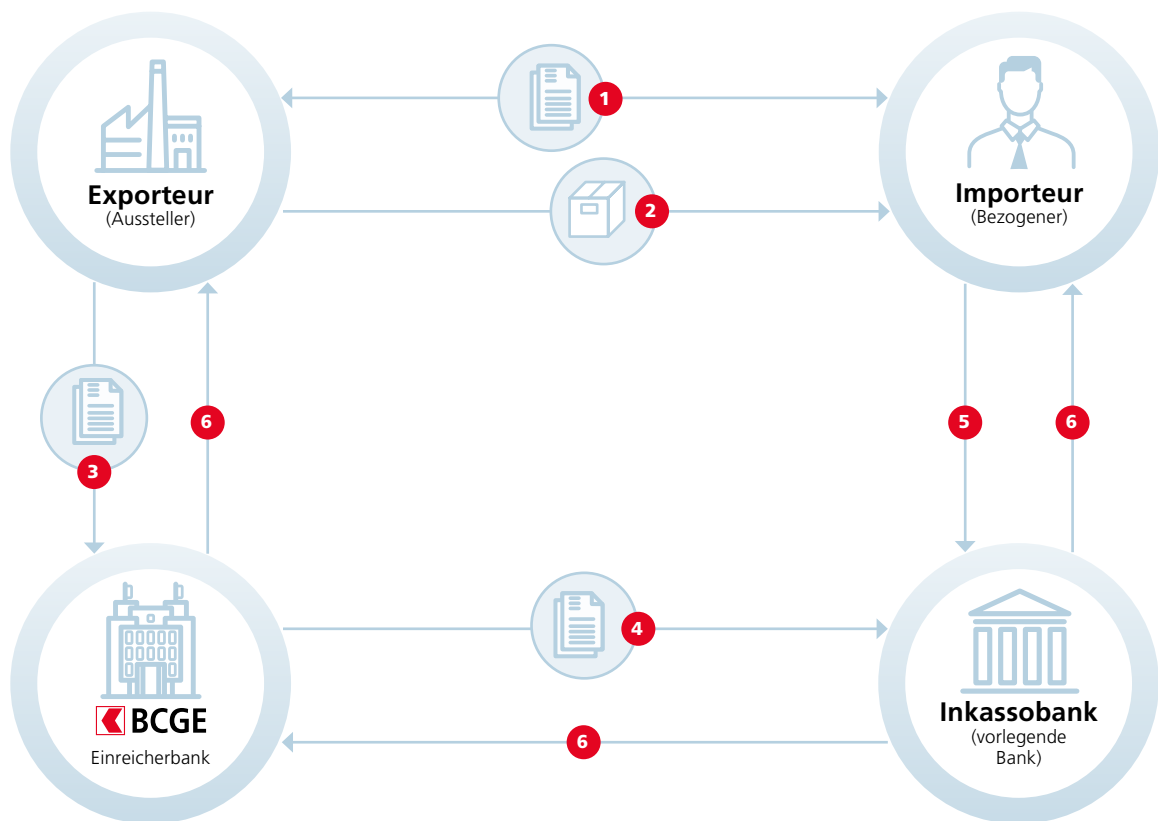 1
Exporteur
(Aussteller)
Importeur
(Bezogener)
2
3
6
5
6
4
BCGE
Einreicherbank
6
Inkassobank
(vorlegende
Bank)